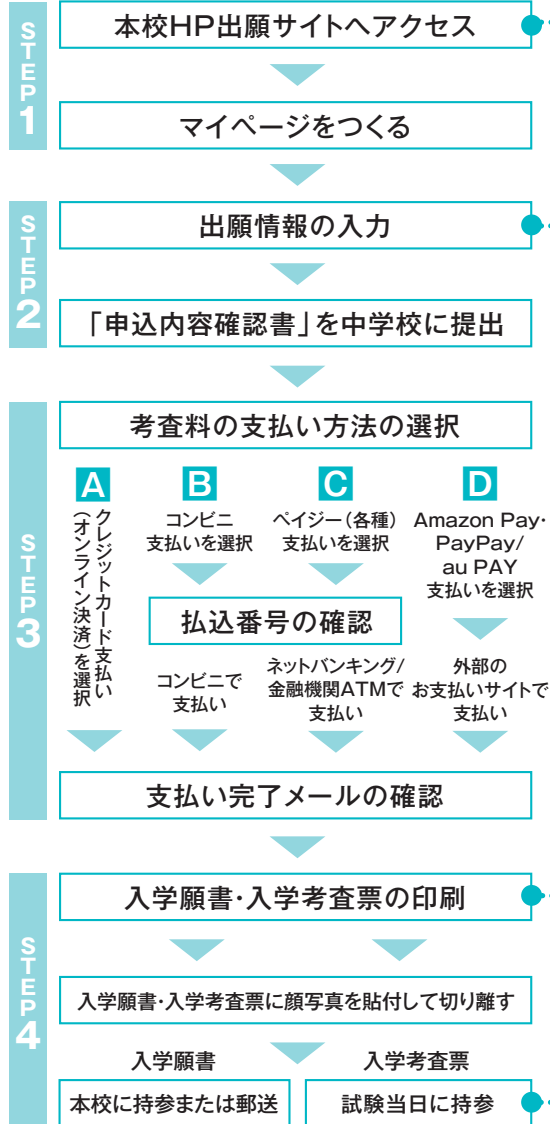 STEP1
本校HP出願サイトへアクセス
マイページをつくる
STEP2
出願情報の入力
「申込内容確認書」を中学校に提出
STEP3
考査料の支払い方法の選択
A
クレジットカード支払い
(オンライン決済)を選択
B
コンビニ
支払いを選択
C
ペイジー(各種)
支払いを選択
D
Amazon Pay・
PayPay/
au PAY
支払いを選択
払込番号の確認
コンビニで
支払い
ネットバンキング/
金融機関ATMで
支払い
外部の
お支払いサイトで
支払い
支払い完了メールの確認
STEP4
入学願書・入学考査票の印刷
入学願書・入学考査票に顔写真を貼付して切り離す
入学願書
本校に持参または郵送
入学考査票
試験当日に持参